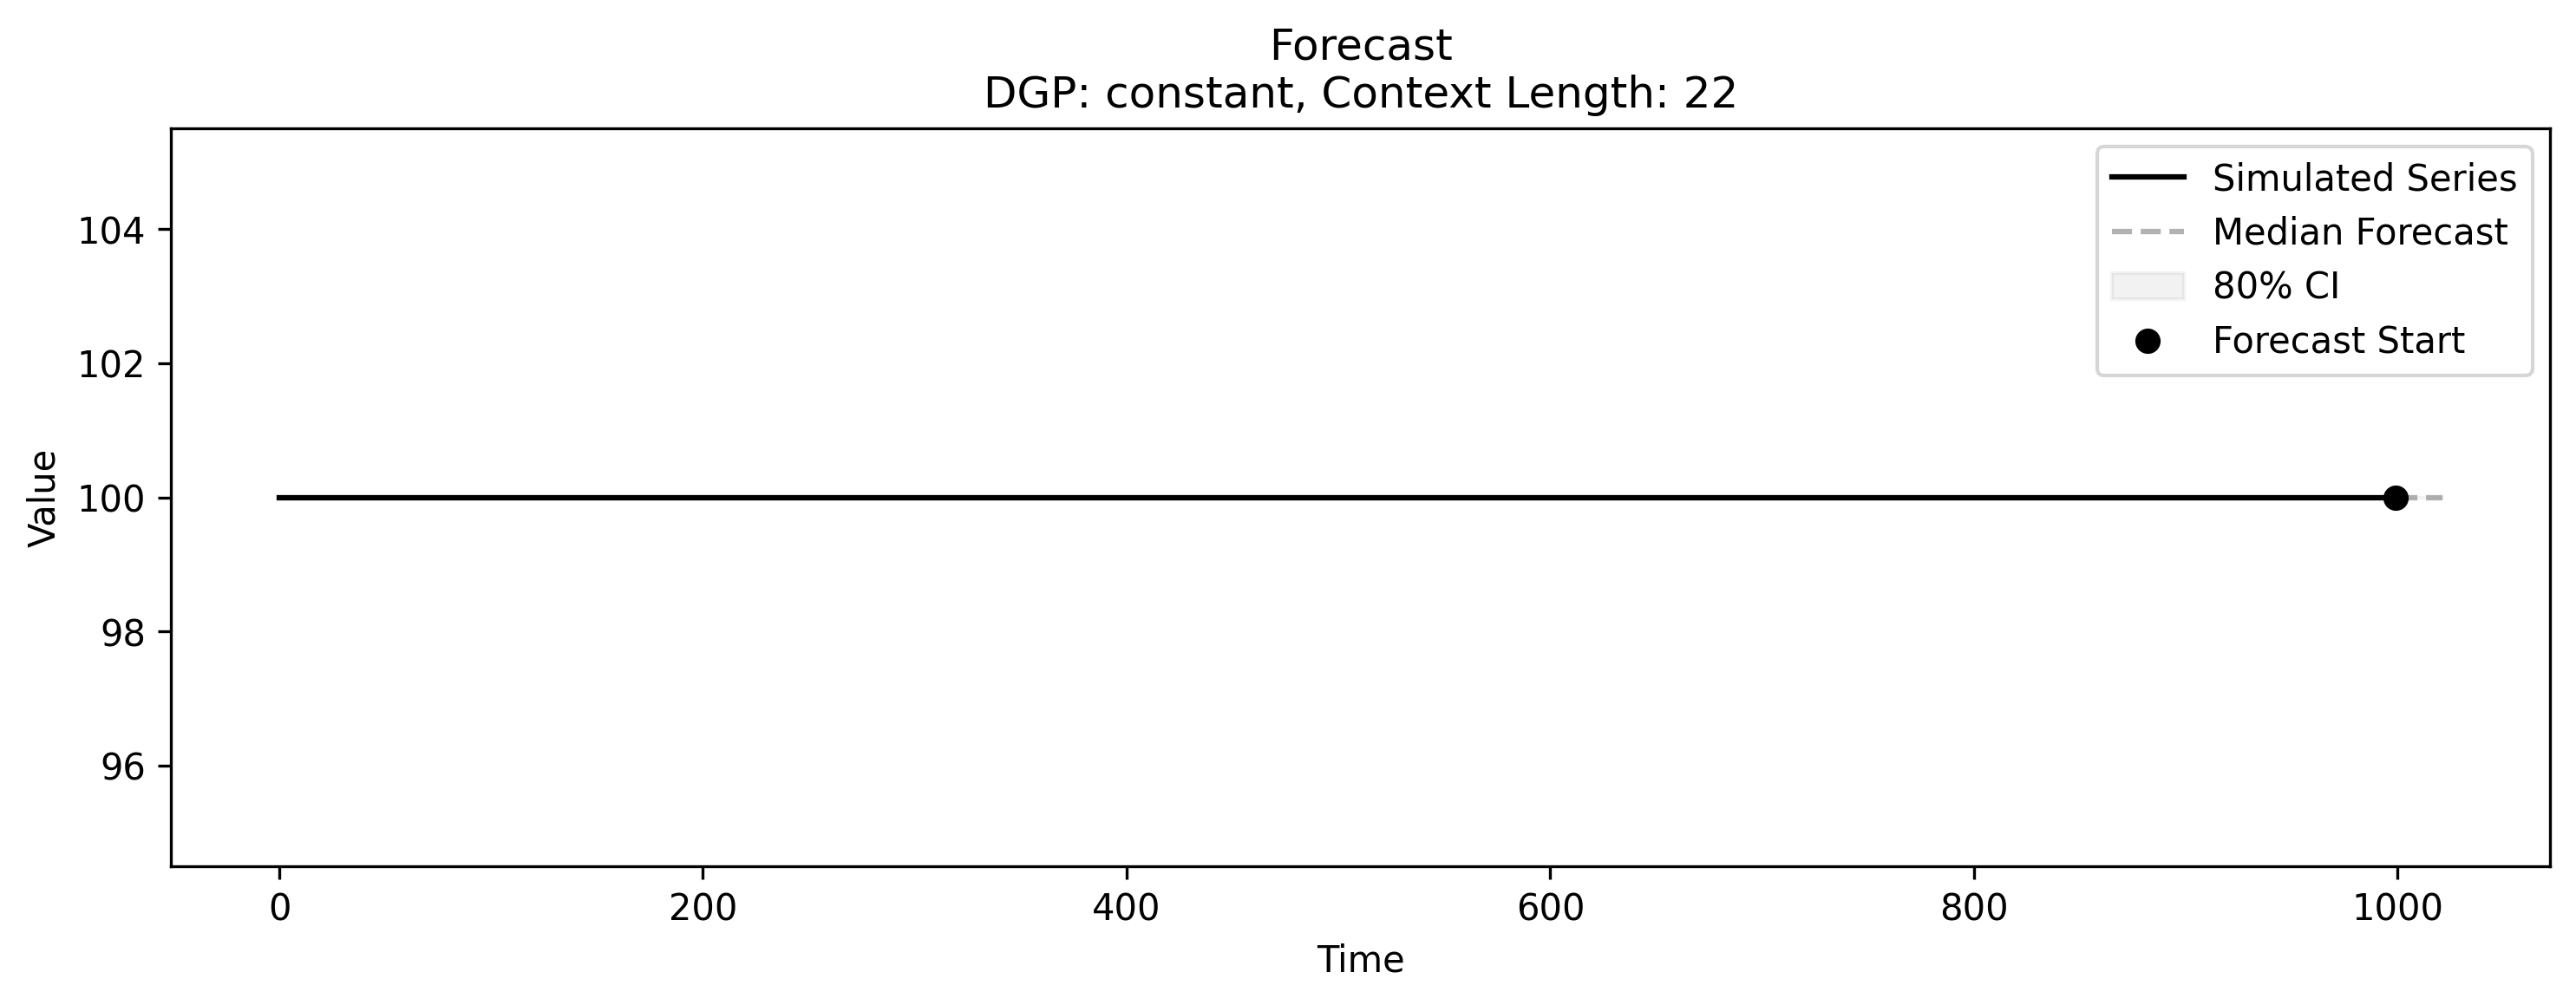 Forecast
DGP: constant, Context Length: 22
Simulated Series
Median Forecast
80% CI
Forecast Start
104
102
100
98
96
Value
0
200
400
600
800
1000
Time